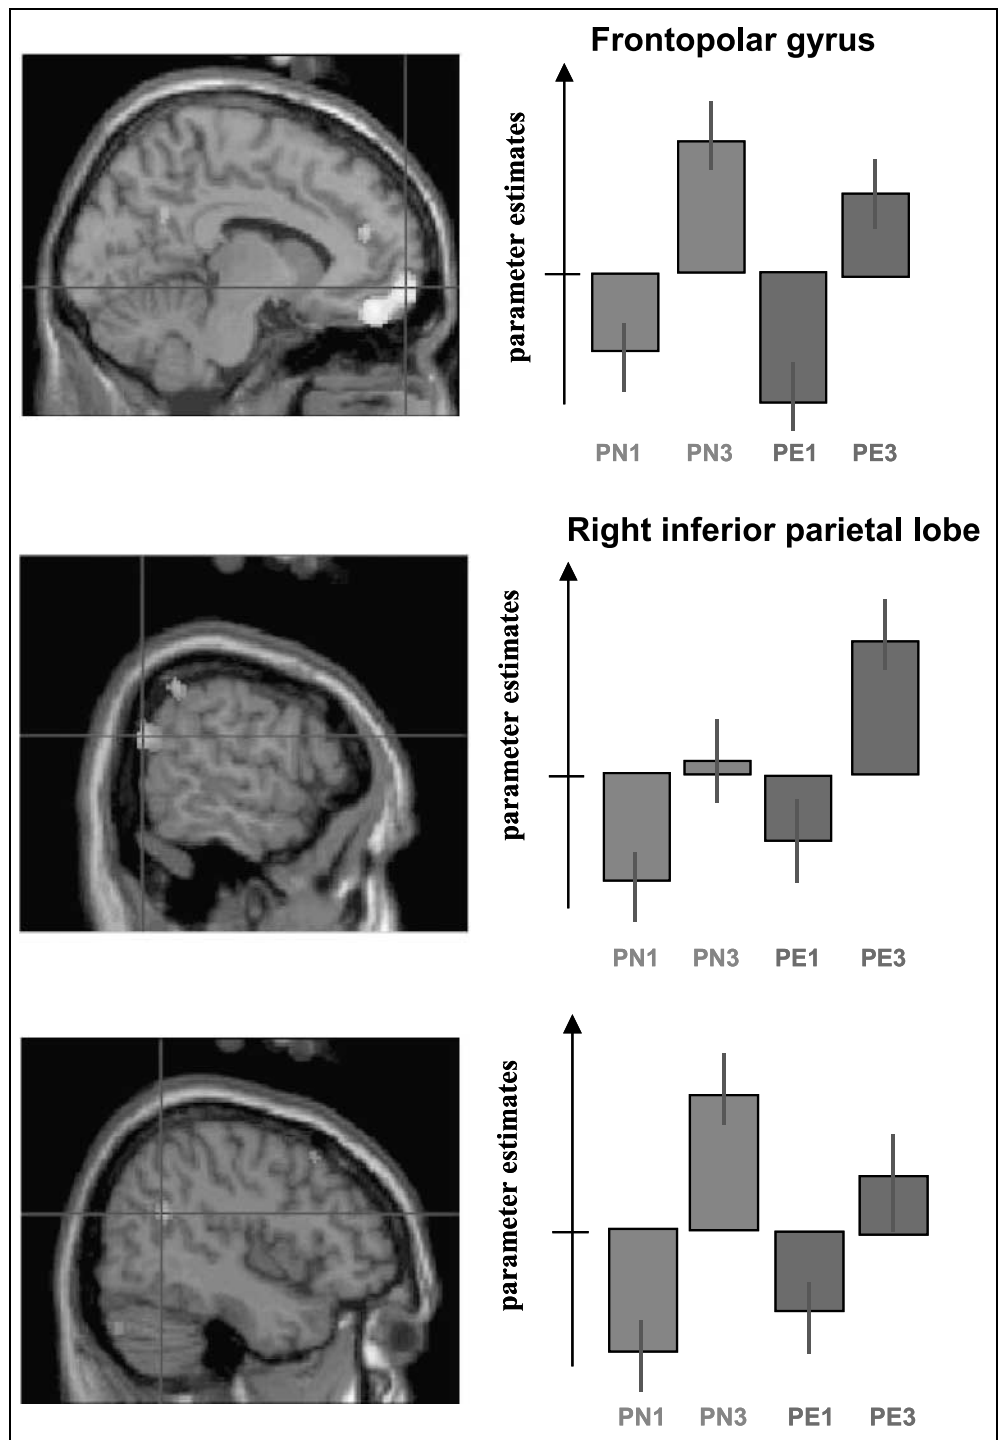 Frontopolar gyrus
parameter estimates
PN1 PN3 PE1 PE3
Right inferior parietal lobe
parameter estimates
PN1 PN3 PE1 PE3
parameter estimates
PN1 PN3 PE1 PE3